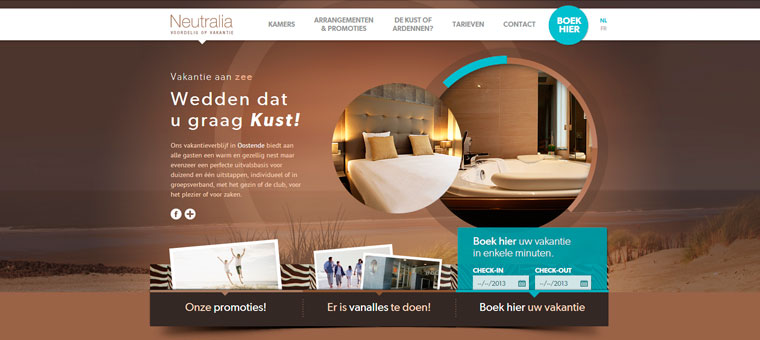 Neutralia
VOORDELIG OP VAKANTIE
KAMERS
ARRANGEMENTEN
& PROMOTIES
DE KUST OF
ARDENNEN?
TARIEVEN
CONTACT
BOEK
HIER
NL
FR
Vakantie aan zee
Wedden dat
u graag Kust!
Ons vakantieverblijf in Oostende biedt aan
alle gasten een warm en gezellig nest maar
evenzeer een perfecte uitvalsbasis voor
duizend en één uitstappen, individueel of in
groepsverband, met het gezin of de club, voor
het plezier of voor zaken.
Boek hier uw vakantie
in enkele minuten.
CHECK-IN
CHECK-OUT
--/--/2013
--/--/2013
Onze promoties!
Er is vanalles te doen!
Boek hier uw vakantie